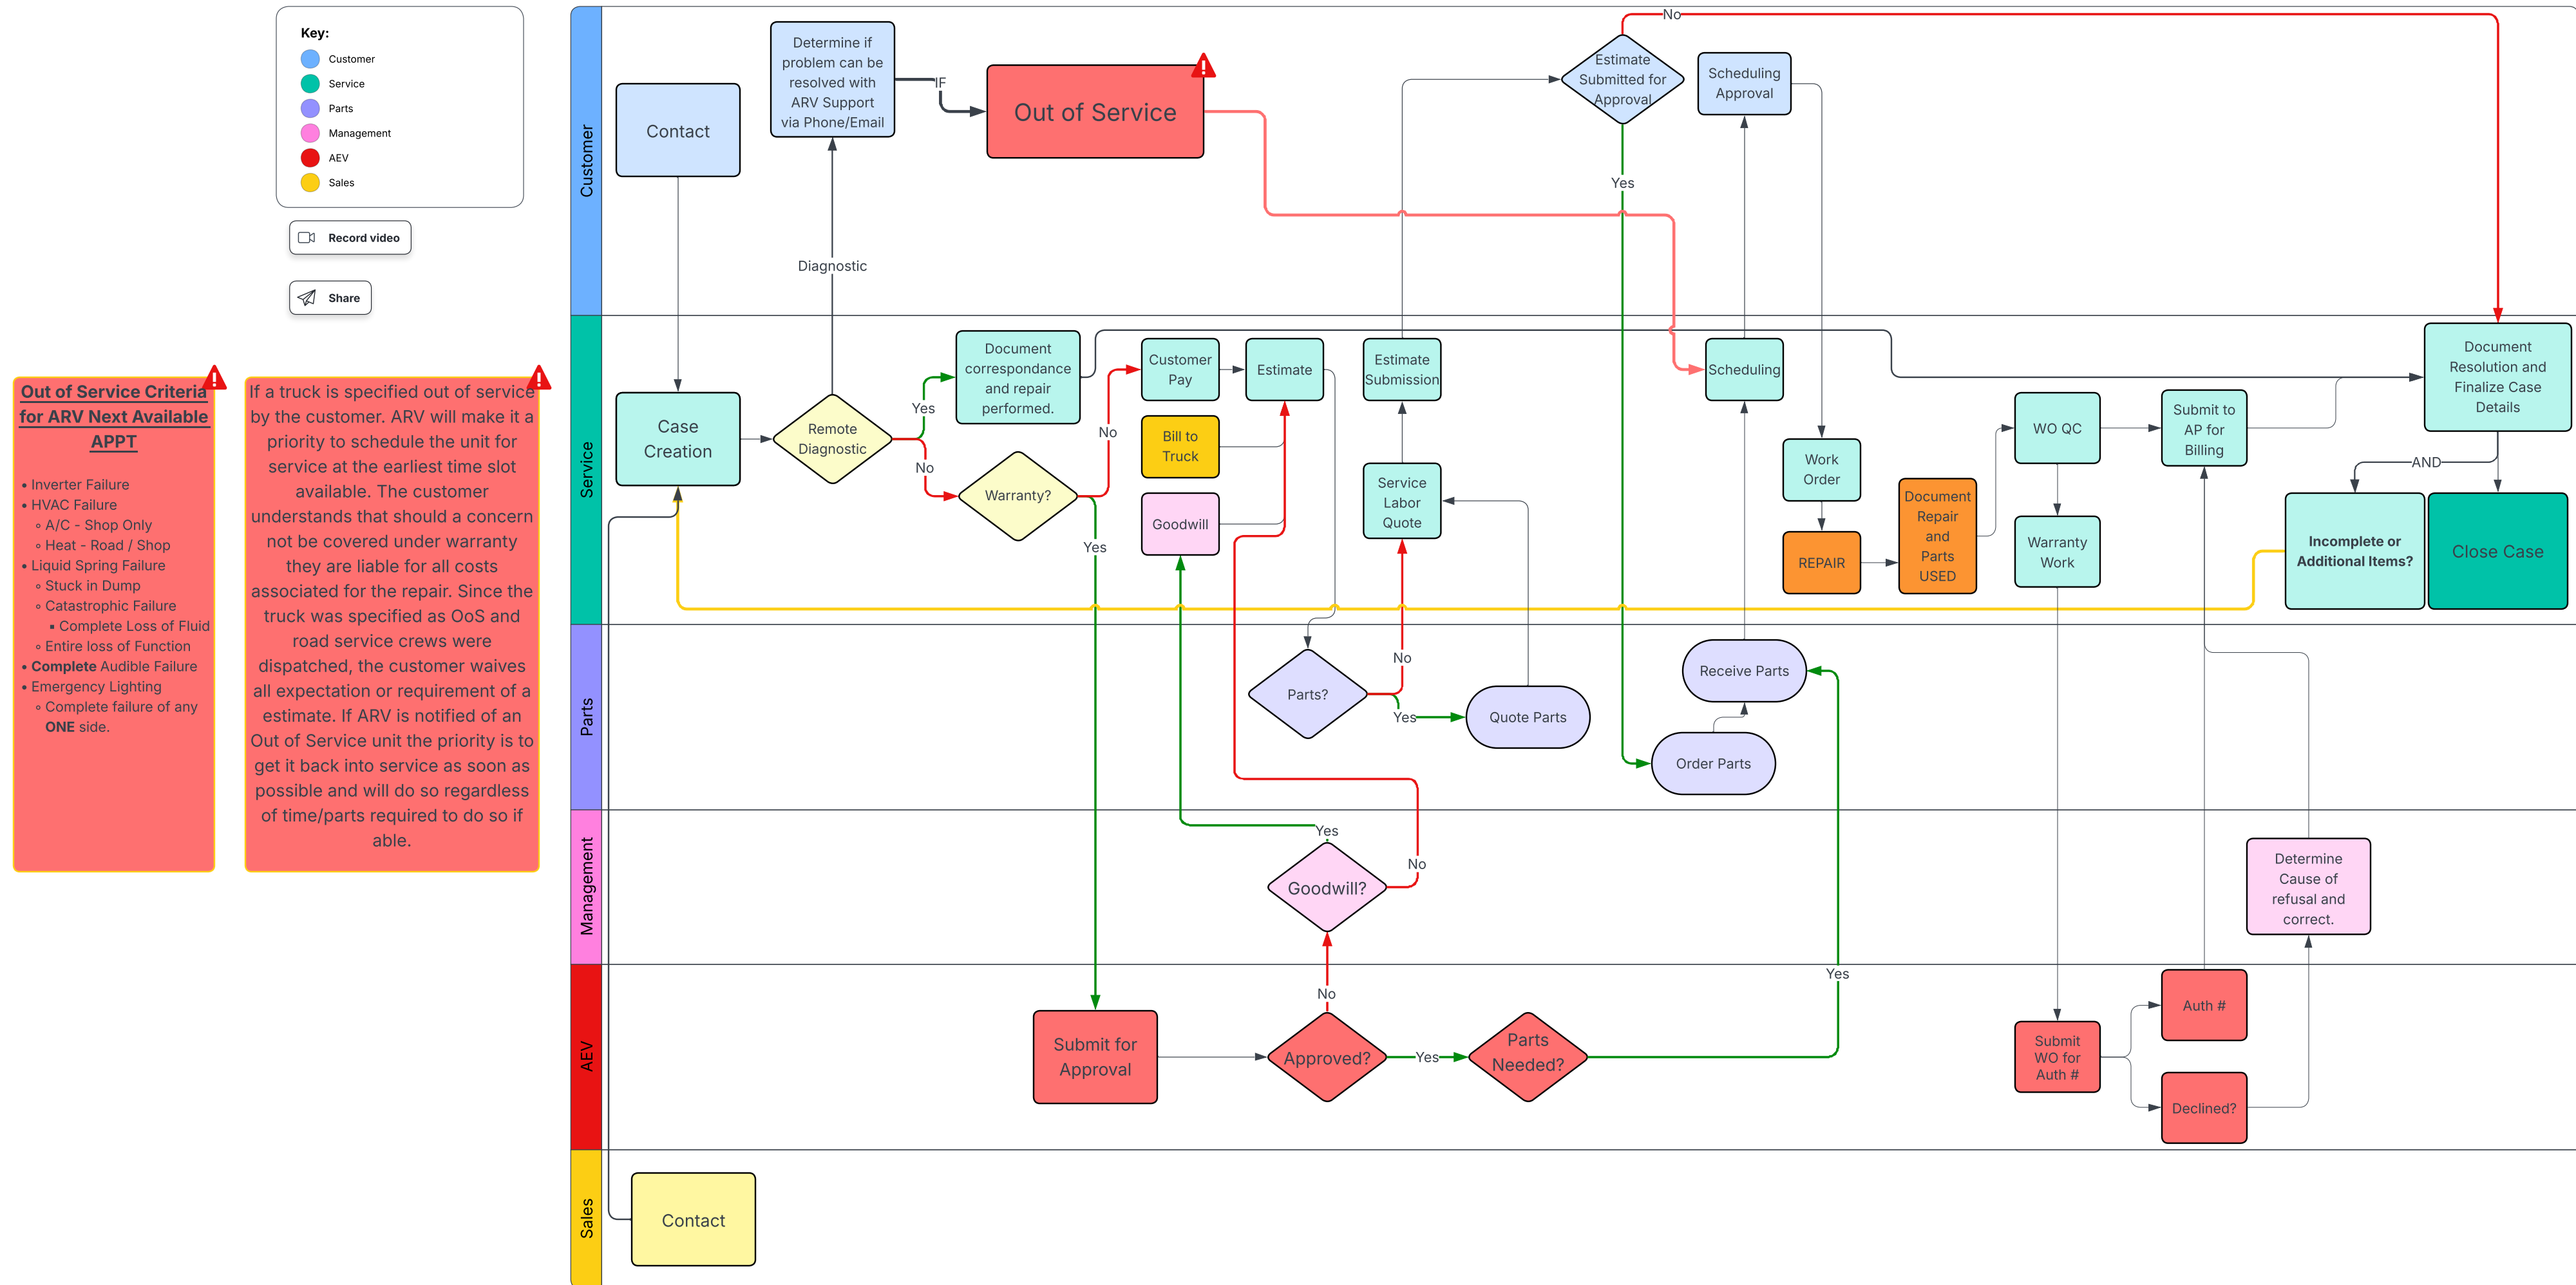 Key:
Customer
Service
Parts
Management
AEV
Sales
Record video
Share
Out of Service Criteria
for ARV Next Available
APPT
• Inverter Failure
• HVAC Failure
◦ A/C - Shop Only
◦ Heat - Road / Shop
• Liquid Spring Failure
◦ Stuck in Dump
◦ Catastrophic Failure
▪ Complete Loss of Fluid
◦ Entire loss of Function
• Complete Audible Failure
• Emergency Lighting
◦ Complete failure of any
ONE side.
If a truck is specified out of service
by the customer. ARV will make it a
priority to schedule the unit for
service at the earliest time slot
available. The customer
understands that should a concern
not be covered under warranty
they are liable for all costs
associated for the repair. Since the
truck was specified as OoS and
road service crews were
dispatched, the customer waives
all expectation or requirement of a
estimate. If ARV is notified of an
Out of Service unit the priority is to
get it back into service as soon as
possible and will do so regardless
of time/parts required to do so if
able.
Customer
Contact
Determine if
problem can be
resolved with
ARV Support
via Phone/Email
IF
Out of Service
Diagnostic
Estimate
Submitted for
Approval
No
Yes
Scheduling
Approval
Service
Case
Creation
Remote
Diagnostic
Yes
No
Document
correspondance
and repair
performed.
Warranty?
No
Yes
Customer
Pay
Estimate
Bill to
Truck
Goodwill
Estimate
Submission
Service
Labor
Quote
Scheduling
Work
Order
REPAIR
Document
Repair
and
Parts
USED
WO QC
Warranty
Work
Submit to
AP for
Billing
Document
Resolution and
Finalize Case
Details
AND
Incomplete or
Additional Items?
Close Case
Parts
Parts?
No
Yes
Quote Parts
Receive Parts
Order Parts
Management
Yes
Goodwill?
No
Determine
Cause of
refusal and
correct.
AEV
Submit for
Approval
No
Approved?
Yes
Parts
Needed?
Yes
Submit
WO for
Auth #
Auth #
Declined?
Sales
Contact